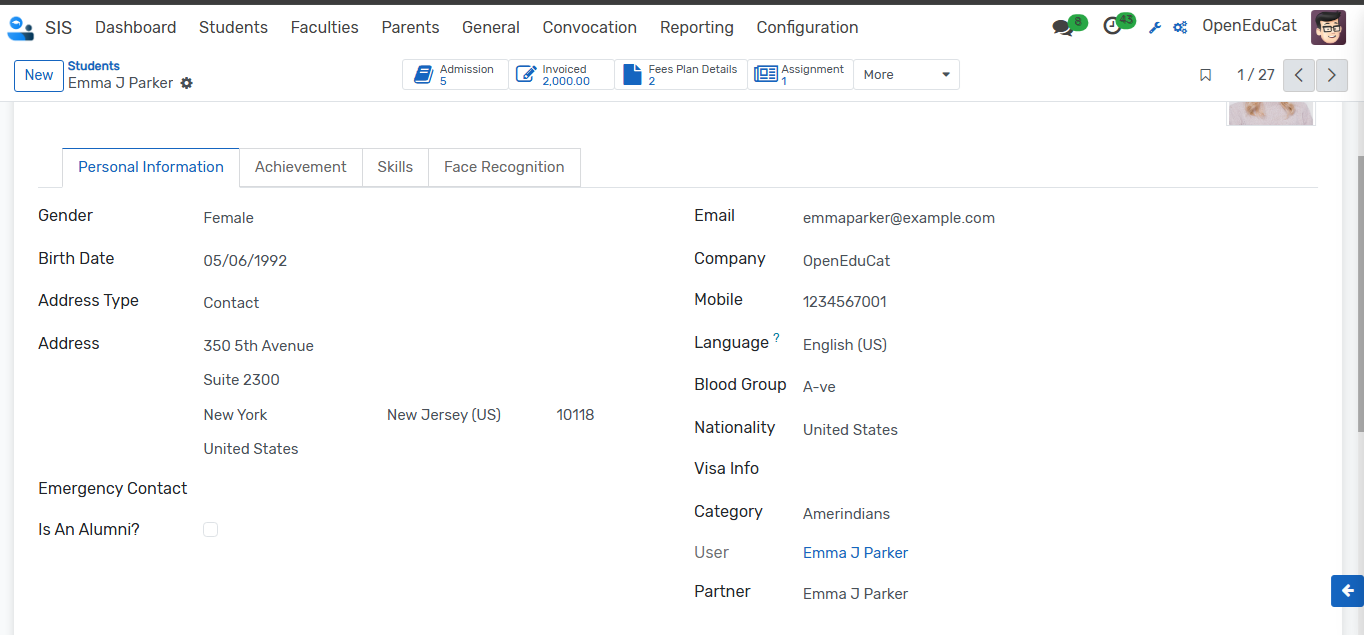 SIS Dashboard Students Faculties Parents General Convocation Reporting Configuration 8 43 OpenEduCat
New Students Admission 5 Invoiced 2,000.00 Fees Plan Details 2 Assignment 1 More 1 / 27
Emma J Parker
Personal Information Achievement Skills Face Recognition
Gender Female
Birth Date 05/06/1992
Address Type Contact
Address 350 5th Avenue
Suite 2300
New York New Jersey (US) 10118
United States
Emergency Contact
Is An Alumni?
Email emmaparker@example.com
Company OpenEduCat
Mobile 1234567001
Language ? English (US)
Blood Group A-ve
Nationality United States
Visa Info
Category Amerindians
User Emma J Parker
Partner Emma J Parker